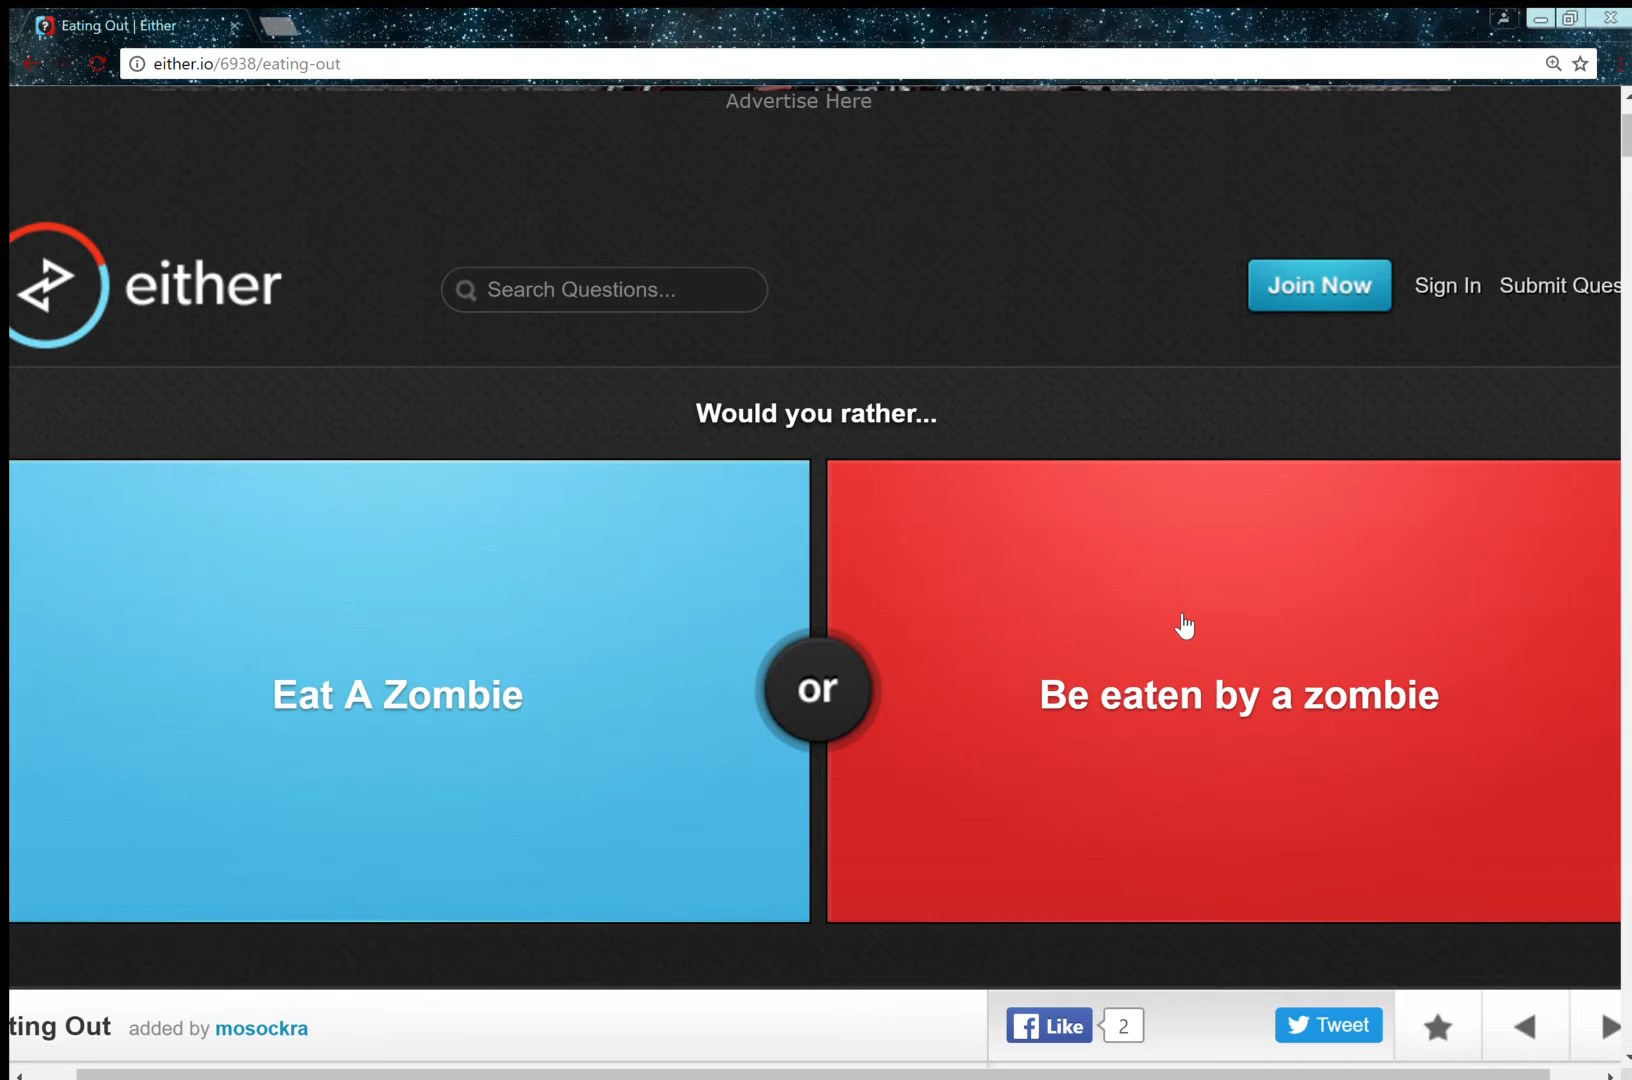 Eating Out | Either
either.io/6938/eating-out
Advertise Here
either
Search Questions...
Join Now
Sign In
Submit Ques
Would you rather...
Eat A Zombie
or
Be eaten by a zombie
ting Out added by mosockra
Like
2
Tweet